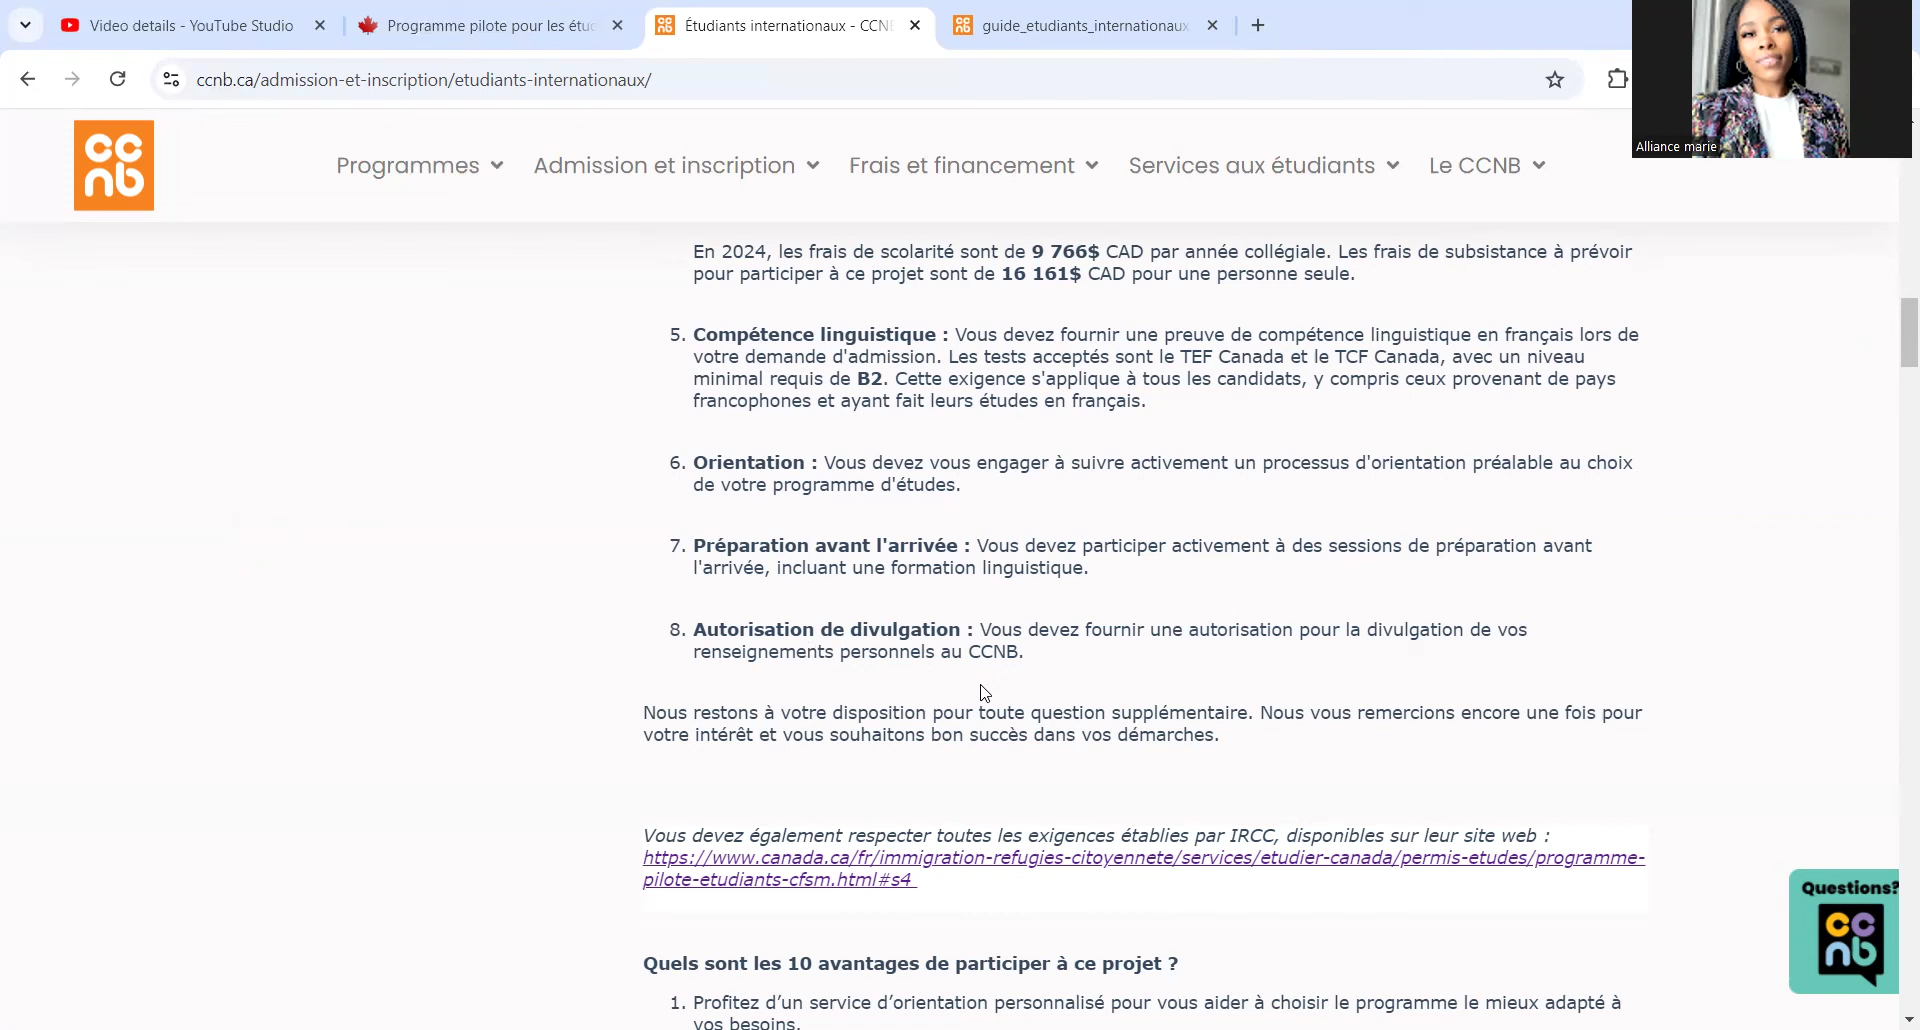 Video details - YouTube Studio
Programme pilote pour les étud
Étudiants internationaux - CCNB
guide_etudiants_internationaux
ccnb.ca/admission-et-inscription/etudiants-internationaux/
Alliance marie
cc
nb
Programmes
Admission et inscription
Frais et financement
Services aux étudiants
Le CCNB
En 2024, les frais de scolarité sont de 9 766$ CAD par année collégiale. Les frais de subsistance à prévoir
pour participer à ce projet sont de 16 161$ CAD pour une personne seule.
5. Compétence linguistique : Vous devez fournir une preuve de compétence linguistique en français lors de
votre demande d'admission. Les tests acceptés sont le TEF Canada et le TCF Canada, avec un niveau
minimal requis de B2. Cette exigence s'applique à tous les candidats, y compris ceux provenant de pays
francophones et ayant fait leurs études en français.
6. Orientation : Vous devez vous engager à suivre activement un processus d'orientation préalable au choix
de votre programme d'études.
7. Préparation avant l'arrivée : Vous devez participer activement à des sessions de préparation avant
l'arrivée, incluant une formation linguistique.
8. Autorisation de divulgation : Vous devez fournir une autorisation pour la divulgation de vos
renseignements personnels au CCNB.
Nous restons à votre disposition pour toute question supplémentaire. Nous vous remercions encore une fois pour
votre intérêt et vous souhaitons bon succès dans vos démarches.
Vous devez également respecter toutes les exigences établies par IRCC, disponibles sur leur site web :
https://www.canada.ca/fr/immigration-refugies-citoyennete/services/etudier-canada/permis-etudes/programme-
pilote-etudiants-cfsm.html#s4
Questions?
cc
nb
Quels sont les 10 avantages de participer à ce projet ?
1. Profitez d’un service d’orientation personnalisé pour vous aider à choisir le programme le mieux adapté à
vos besoins.